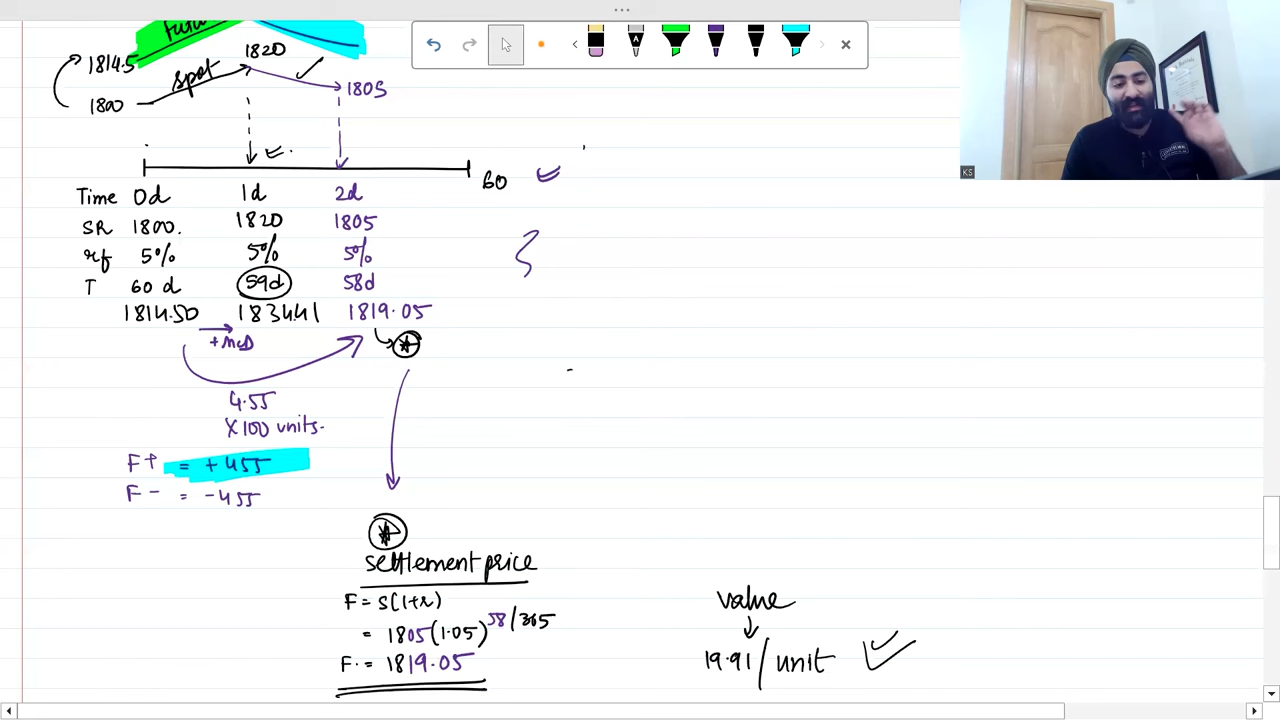 Future
1814.5
1820
spot
1805
1800
60
Time 0d 1d 2d
SR 1800. 1820 1805
rf 5% 5% 5%
T 60 d 59d 58d
1814.50 1834.41 1819.05
4.55
X 100 units.
F+ = +455
F- = -455
settlement price
F = S(1+r)
= 1805(1.05)^58/365
F. = 1819.05
value
19.91/unit
KS